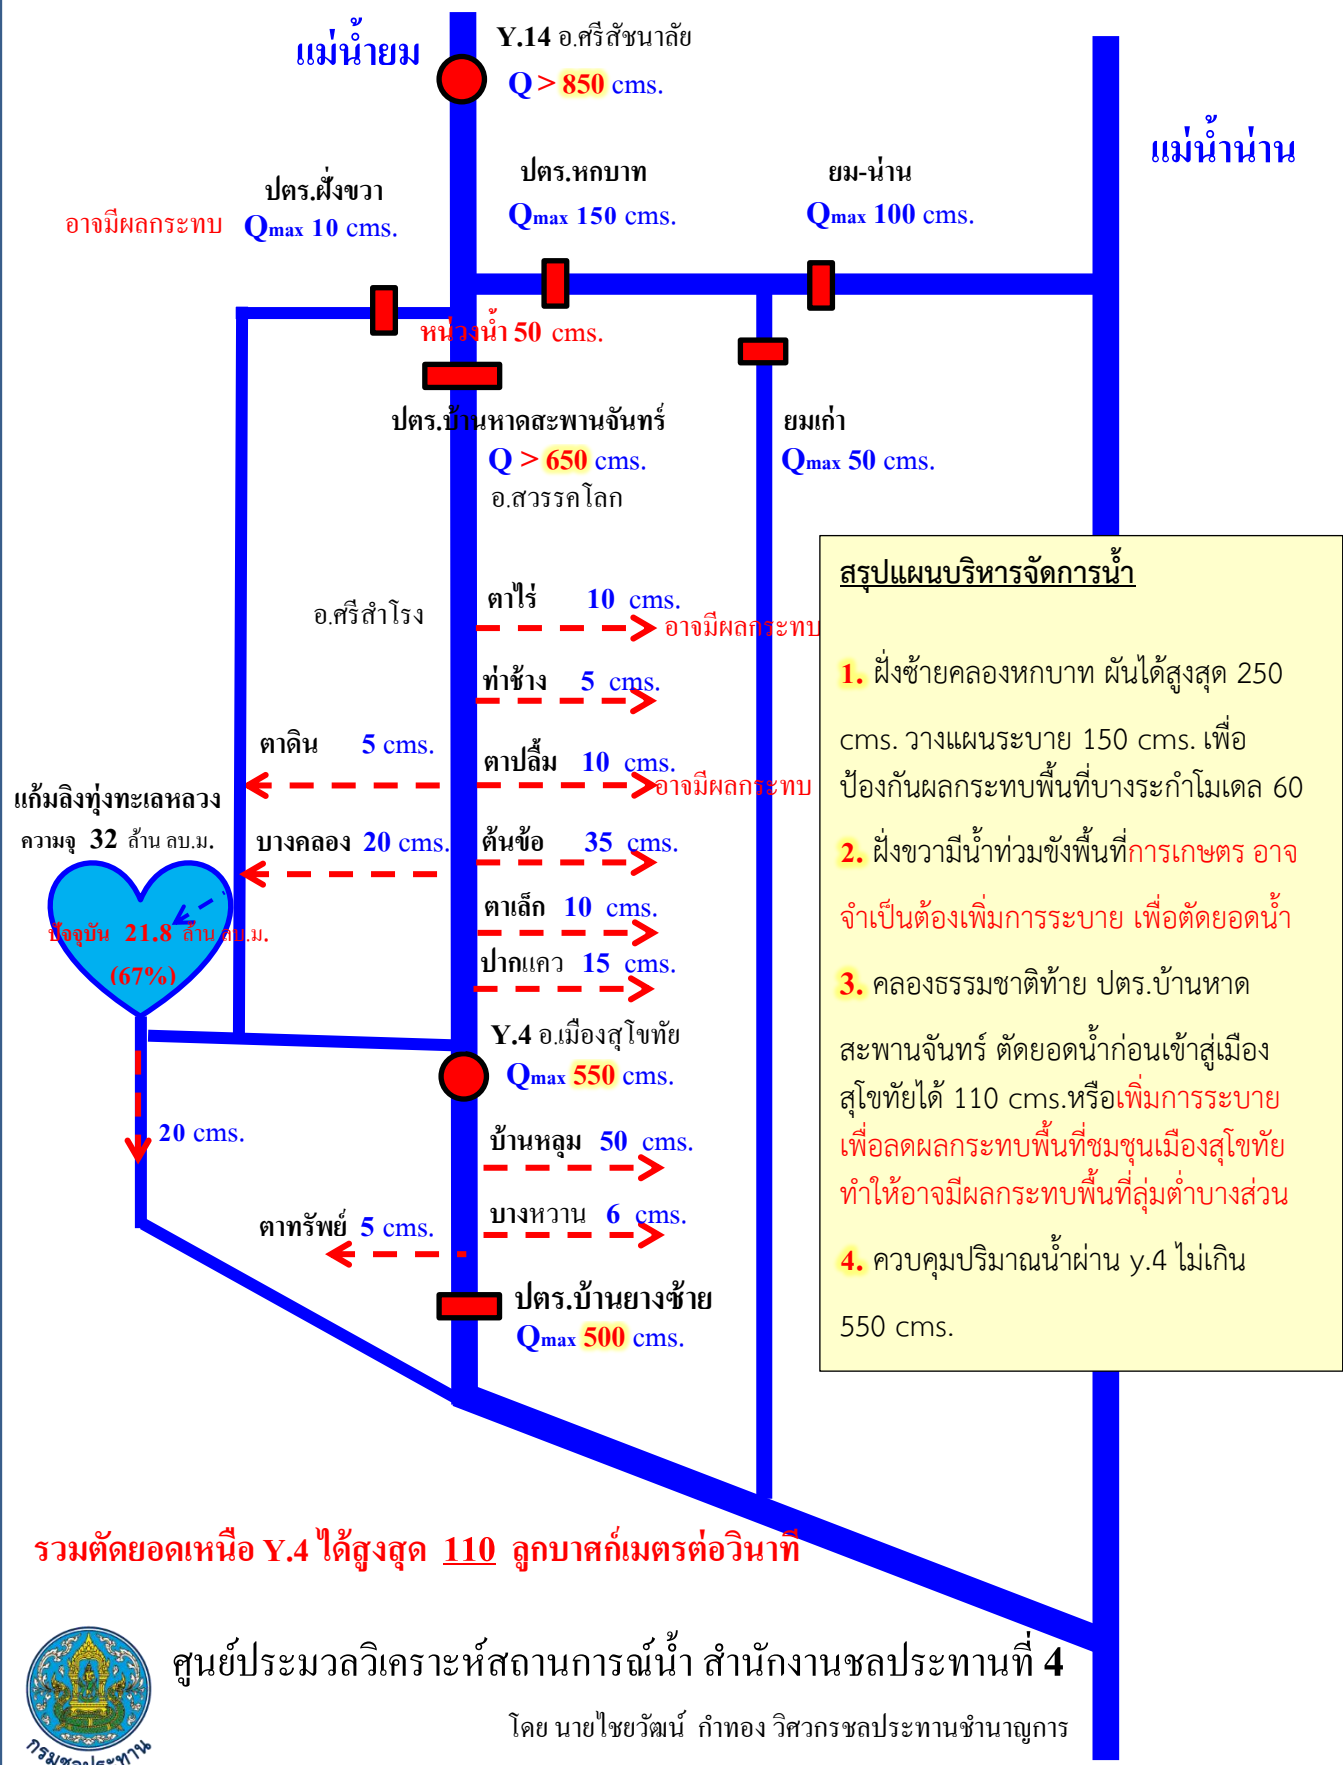 แม่น้ำยม
Y.14 อ.ศรีสัชนาลัย
Q > 850 cms.
แม่น้ำน่าน
ปตร.ฝั่งขวา
อาจมีผลกระทบ Qmax 10 cms.
ปตร.หกบาท
Qmax 150 cms.
ยม-น่าน
Qmax 100 cms.
หน่วงน้ำ 50 cms.
ปตร.บ้านหาดสะพานจันทร์
Q > 650 cms.
อ.สวรรคโลก
ยมเก่า
Qmax 50 cms.
อ.ศรีสำโรง
ตาไร่ 10 cms.
อาจมีผลกระทบ
ท่าช้าง 5 cms.
ตาดิน 5 cms.
ตาปลื้ม 10 cms.
อาจมีผลกระทบ
แก้มลิงทุ่งทะเลหลวง
ความจุ 32 ล้าน ลบ.ม.
บางคลอง 20 cms.
ต้นข้อ 35 cms.
ปัจจุบัน 21.8 ล้าน ลบ.ม.
(67%)
ตาเล็ก 10 cms.
ปากแคว 15 cms.
Y.4 อ.เมืองสุโขทัย
Qmax 550 cms.
20 cms.
บ้านหลุม 50 cms.
บางหวาน 6 cms.
ตาทรัพย์ 5 cms.
ปตร.บ้านยางซ้าย
Qmax 500 cms.
สรุปแผนบริหารจัดการน้ำ
1. ฝั่งซ้ายคลองหกบาท ผันได้สูงสุด 250
cms. วางแผนระบาย 150 cms. เพื่อ
ป้องกันผลกระทบพื้นที่บางระกำโมเดล 60
2. ฝั่งขวามีน้ำท่วมขังพื้นที่การเกษตร อาจ
จำเป็นต้องเพิ่มการระบาย เพื่อตัดยอดน้ำ
3. คลองธรรมชาติท้าย ปตร.บ้านหาด
สะพานจันทร์ ตัดยอดน้ำก่อนเข้าสู่เมือง
สุโขทัยได้ 110 cms.หรือเพิ่มการระบาย
เพื่อลดผลกระทบพื้นที่ชมชุนเมืองสุโขทัย
ทำให้อาจมีผลกระทบพื้นที่ลุ่มต่ำบางส่วน
4. ควบคุมปริมาณน้ำผ่าน y.4 ไม่เกิน
550 cms.
รวมตัดยอดเหนือ Y.4 ได้สูงสุด 110 ลูกบาศก์เมตรต่อวินาที
ศูนย์ประมวลวิเคราะห์สถานการณ์น้ำ สำนักงานชลประทานที่ 4
โดย นายไชยวัฒน์ กำทอง วิศวกรชลประทานชำนาญการ
กรมชลประทาน